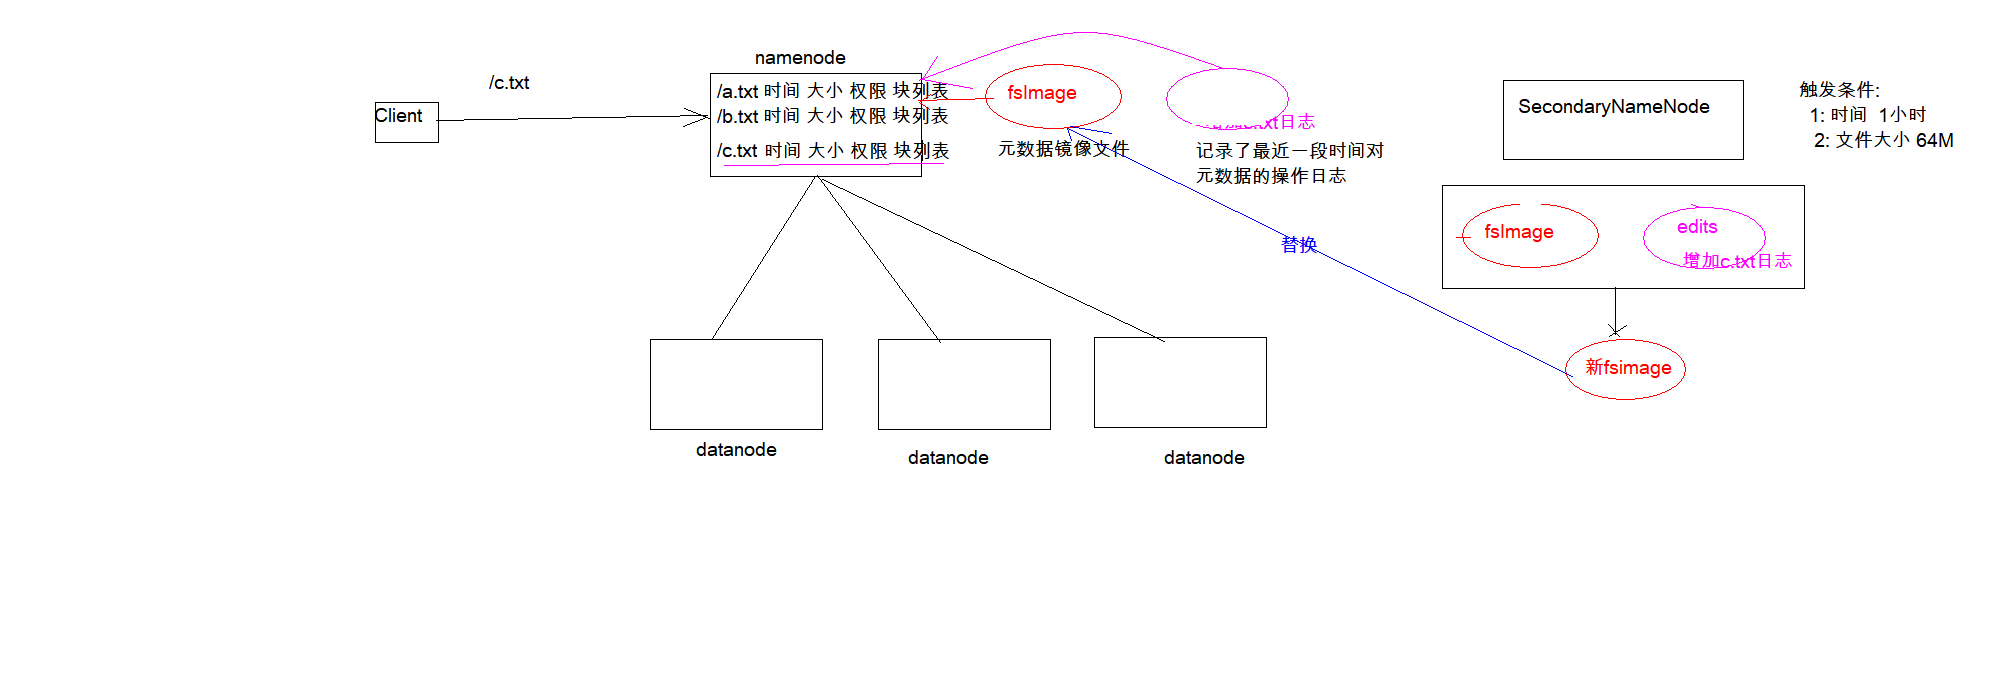 namenode
/c.txt
Client
/a.txt 时间 大小 权限 块列表
/b.txt 时间 大小 权限 块列表
/c.txt 时间 大小 权限 块列表
fsImage
元数据镜像文件
日志
记录了最近一段时间对
元数据的操作日志
SecondaryNameNode
触发条件:
1: 时间 1小时
2: 文件大小 64M
fsImage
edits
增加c.txt日志
替换
新fsimage
datanode
datanode
datanode